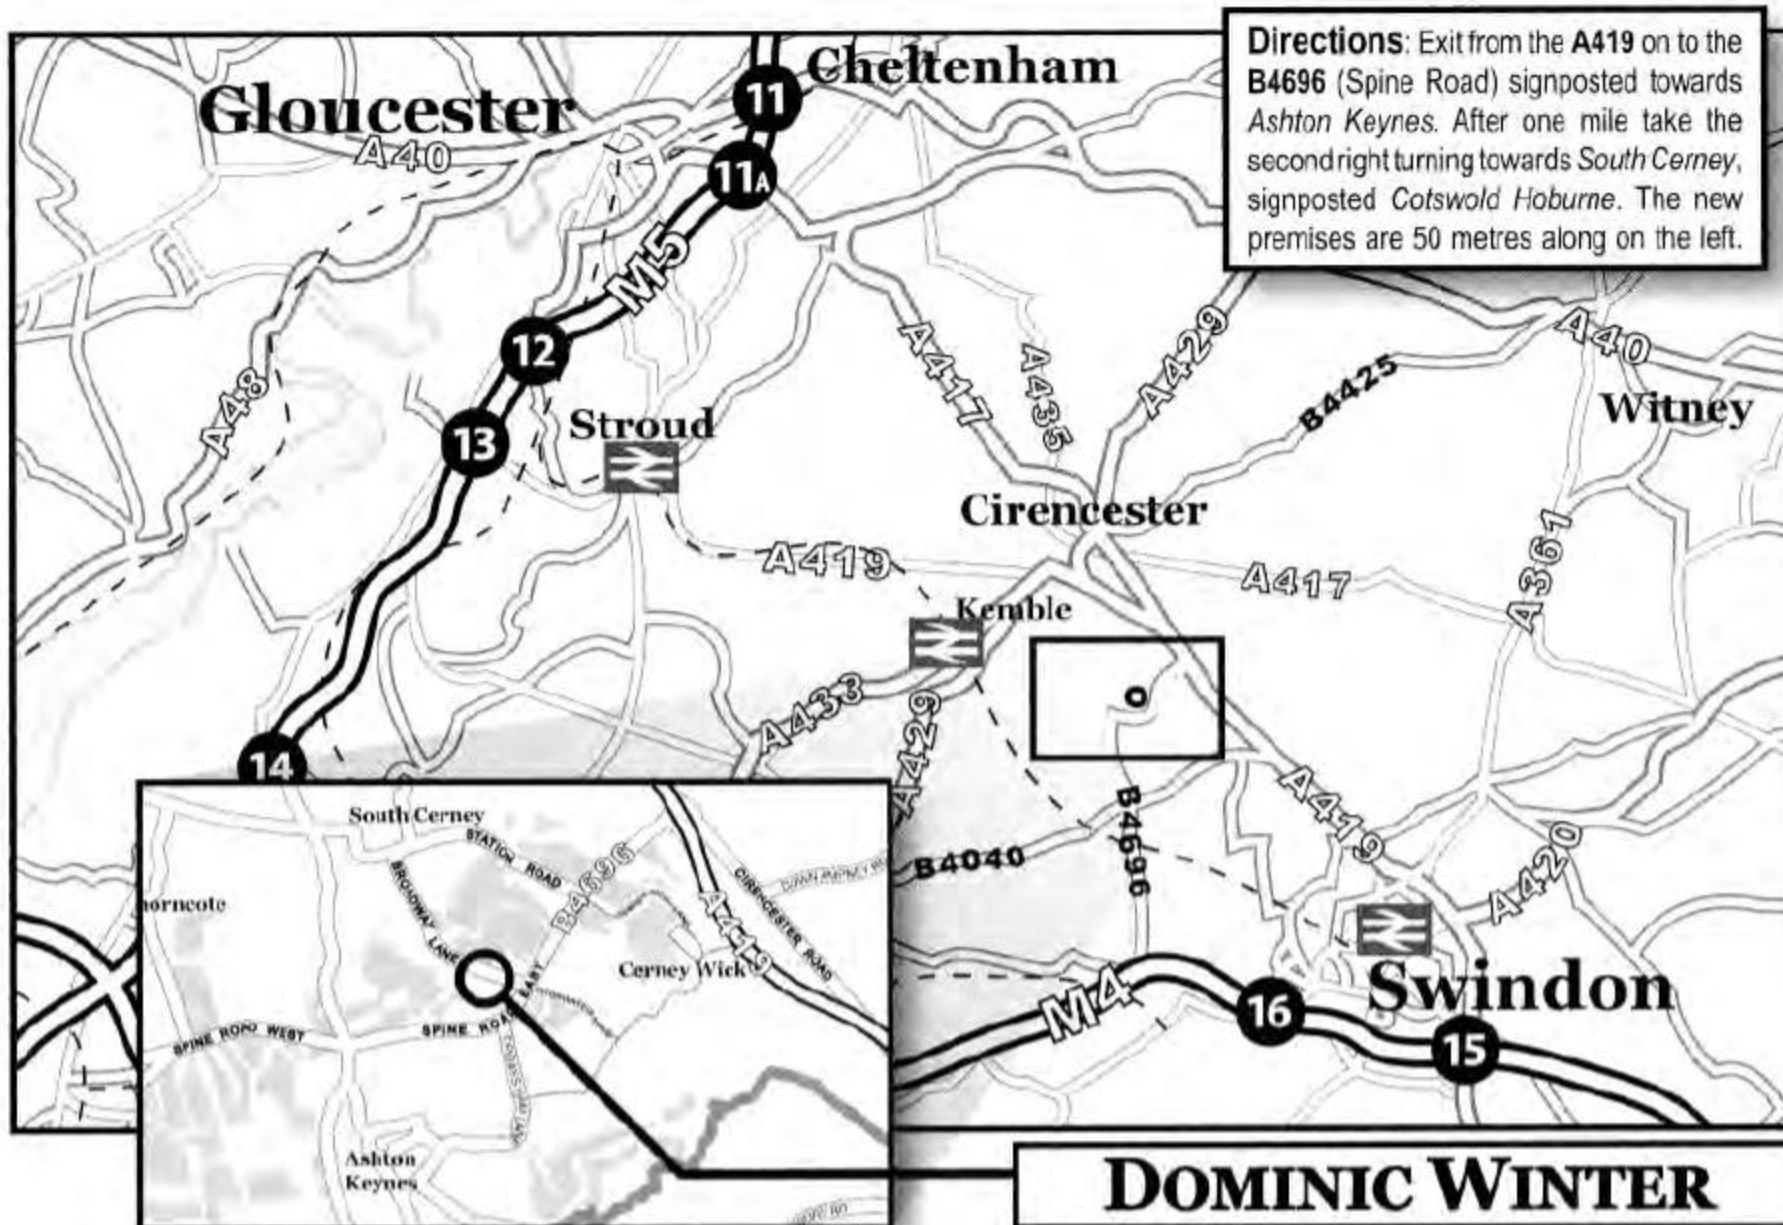 Directions: Exit from the A419 on to the
B4696 (Spine Road) signposted towards
Ashton Keynes. After one mile take the
second right turning towards South Cerney,
signposted Cotswold Hoburne. The new
premises are 50 metres along on the left.
Gloucester
Cheltenham
11
A40
11A
M5
12
A48
13
Stroud
A417
A435
A429
B4425
A40
Witney
Cirencester
A419
A417
A361
Kemble
A433
A429
14
B4696
A419
B4040
A420
M4
16
Swindon
15
South Cerney
STATION ROAD
B4696
BROADWAY LANE
A419
CIRENCESTER ROAD
orncote
Cerney Wick
SPINE ROAD WEST
SPINE ROAD EAST
Ashton
Keynes
DOMINIC WINTER